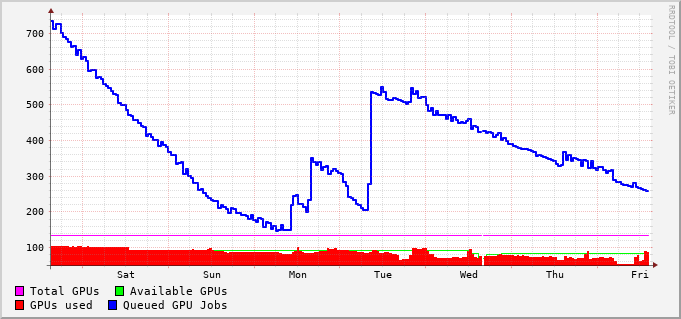 RRDTOOL / TOBI OETIKER
700
600
500
400
300
200
100
Sat Sun Mon Tue Wed Thu Fri
Total GPUs Available GPUs
GPUs used Queued GPU Jobs